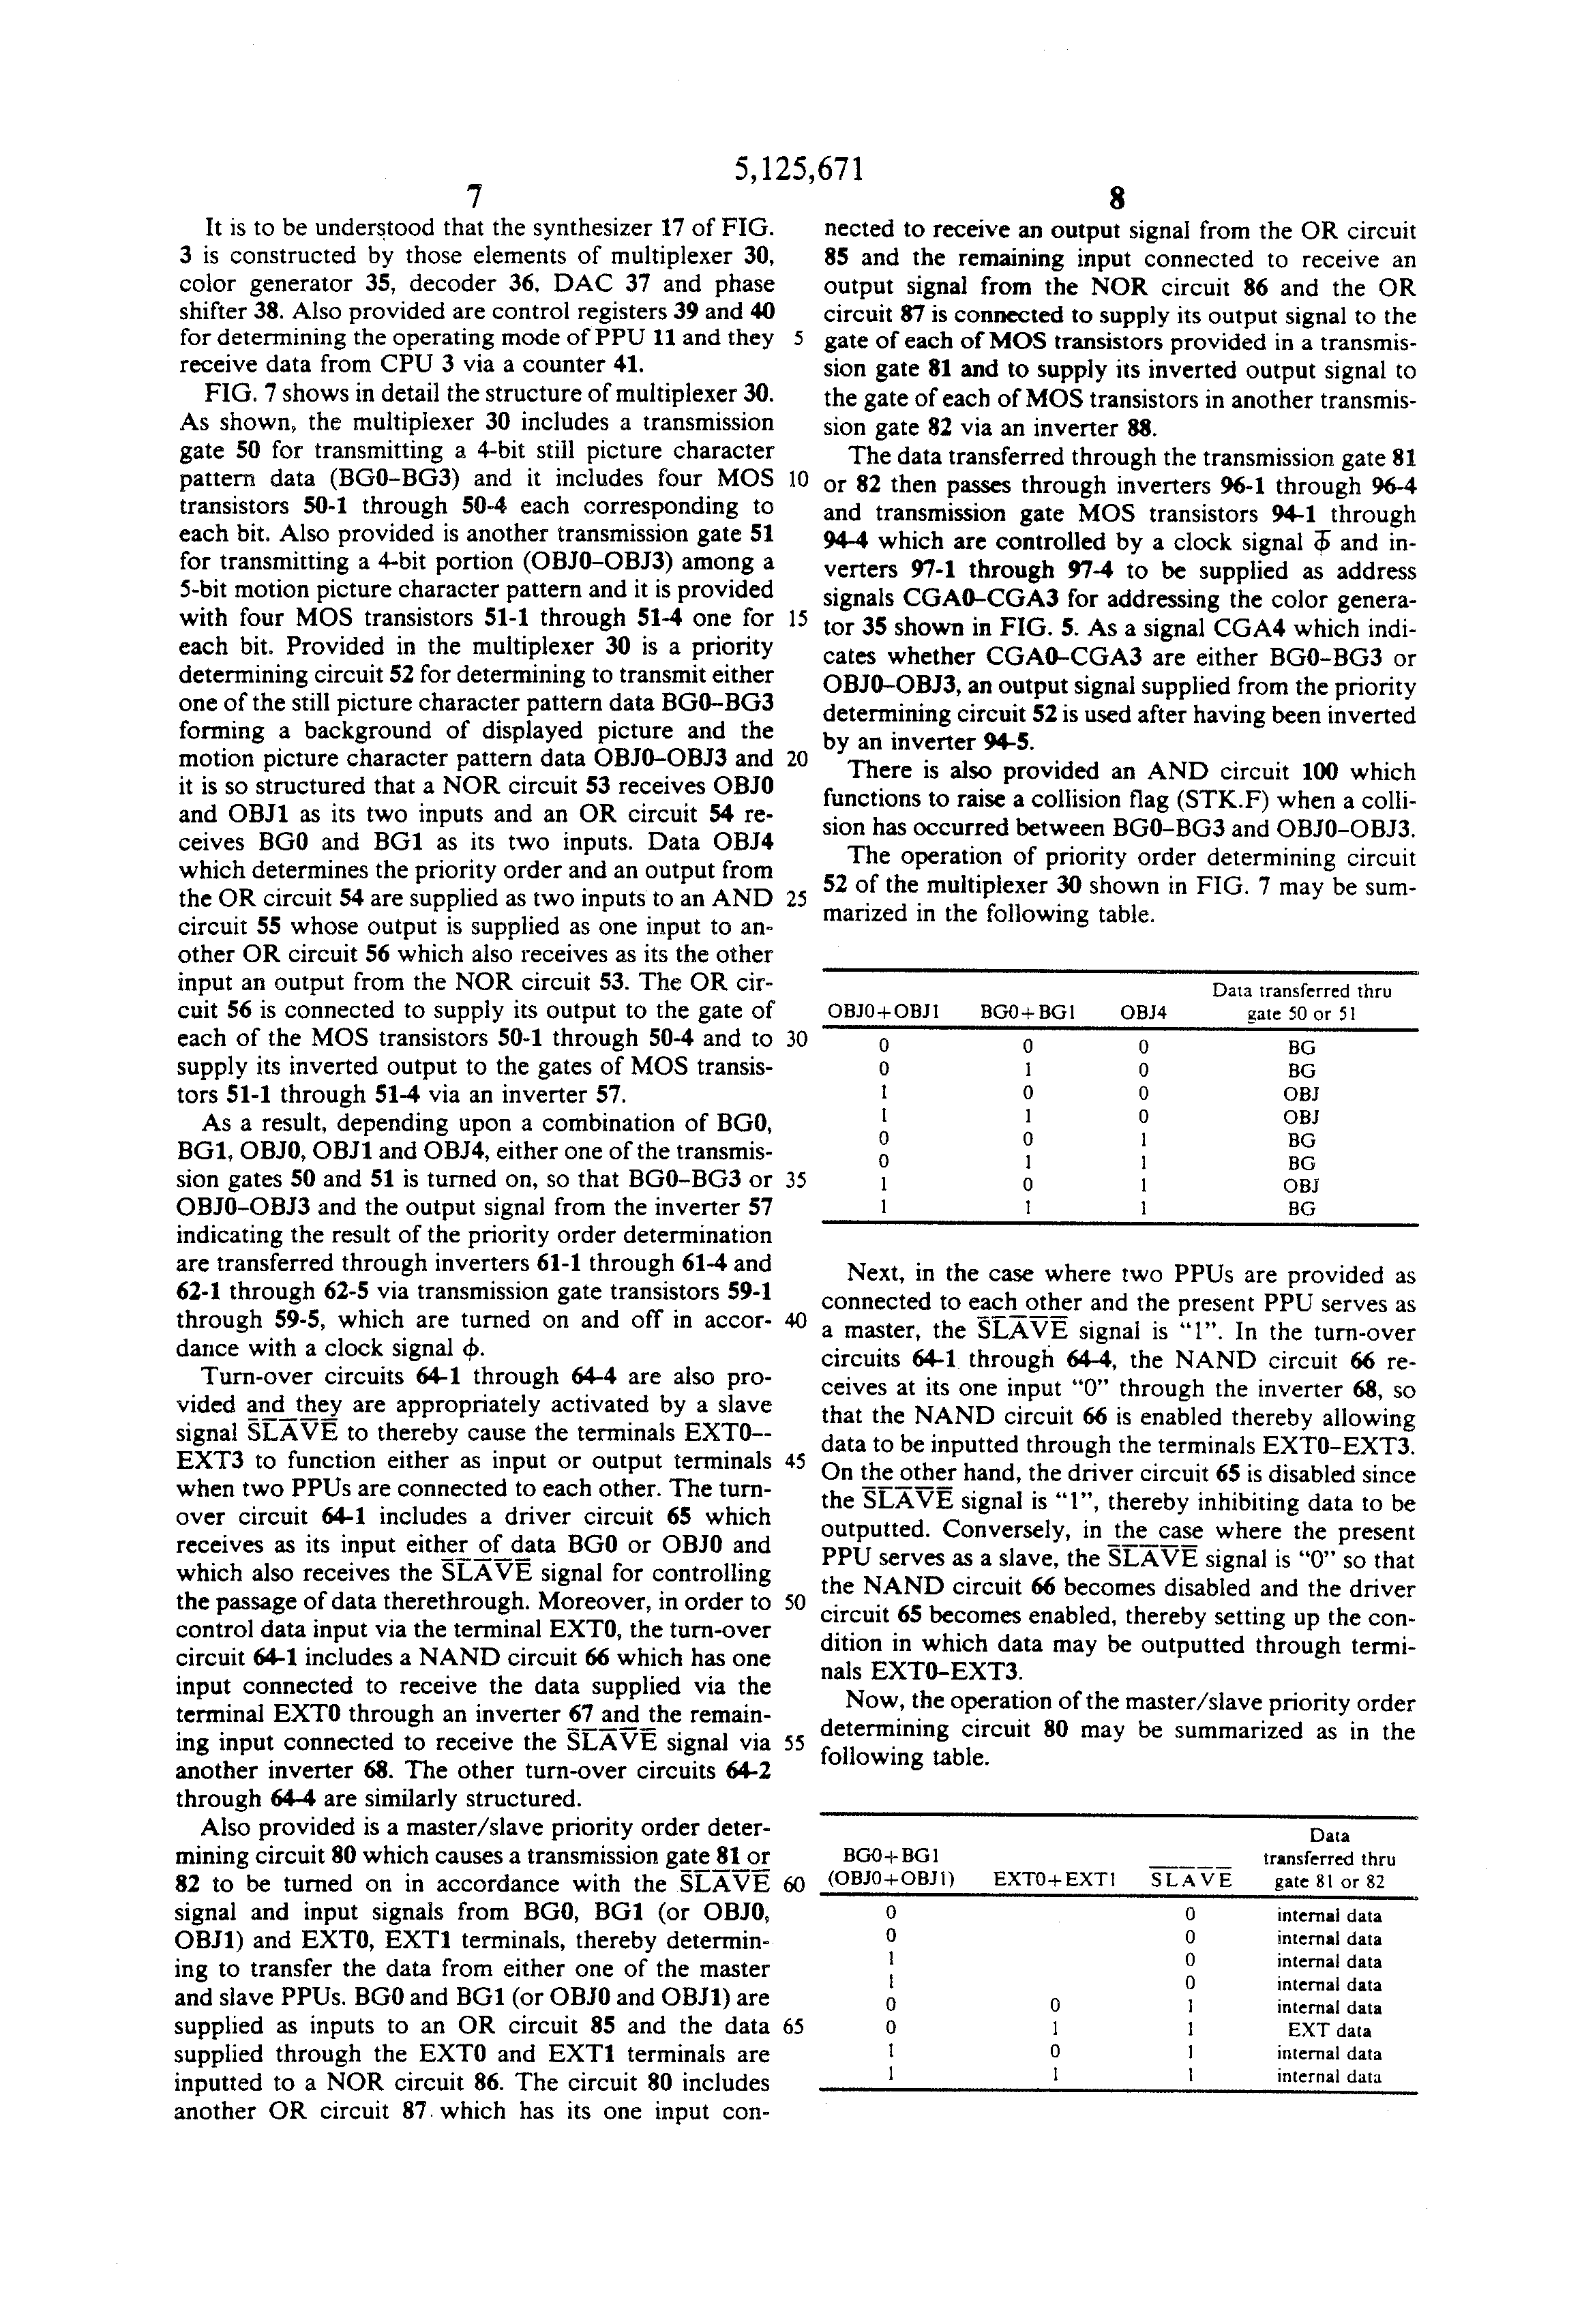 5,125,671
7
It is to be understood that the synthesizer 17 of FIG.
3 is constructed by those elements of multiplexer 30,
color generator 35, decoder 36, DAC 37 and phase
shifter 38. Also provided are control registers 39 and 40
for determining the operating mode of PPU 11 and they 5
receive data from CPU 3 via a counter 41.
FIG. 7 shows in detail the structure of multiplexer 30.
As shown, the multiplexer 30 includes a transmission
gate 50 for transmitting a 4-bit still picture character
pattern data (BG0–BG3) and it includes four MOS 10
transistors 50-1 through 50-4 each corresponding to
each bit. Also provided is another transmission gate 51
for transmitting a 4-bit portion (OBJ0–OBJ3) among a
5-bit motion picture character pattern and it is provided
with four MOS transistors 51-1 through 51-4 one for 15
each bit. Provided in the multiplexer 30 is a priority
determining circuit 52 for determining to transmit either
one of the still picture character pattern data BG0–BG3
forming a background of displayed picture and the
motion picture character pattern data OBJ0–OBJ3 and 20
it is so structured that a NOR circuit 53 receives OBJ0
and OBJ1 as its two inputs and an OR circuit 54 re-
ceives BG0 and BG1 as its two inputs. Data OBJ4
which determines the priority order and an output from
the OR circuit 54 are supplied as two inputs to an AND 25
circuit 55 whose output is supplied as one input to an-
other OR circuit 56 which also receives as its the other
input an output from the NOR circuit 53. The OR cir-
cuit 56 is connected to supply its output to the gate of
each of the MOS transistors 50-1 through 50-4 and to 30
supply its inverted output to the gates of MOS transis-
tors 51-1 through 51-4 via an inverter 57.
As a result, depending upon a combination of BG0,
BG1, OBJ0, OBJ1 and OBJ4, either one of the transmis-
sion gates 50 and 51 is turned on, so that BG0–BG3 or 35
OBJ0–OBJ3 and the output signal from the inverter 57
indicating the result of the priority order determination
are transferred through inverters 61-1 through 61-4 and
62-1 through 62-5 via transmission gate transistors 59-1
through 59-5, which are turned on and off in accor- 40
dance with a clock signal ϕ.
Turn-over circuits 64-1 through 64-4 are also pro-
vided and they are appropriately activated by a slave
signal S̅L̅A̅V̅E̅ to thereby cause the terminals EXT0--
EXT3 to function either as input or output terminals 45
when two PPUs are connected to each other. The turn-
over circuit 64-1 includes a driver circuit 65 which
receives as its input either of data BG0 or OBJ0 and
which also receives the S̅L̅A̅V̅E̅ signal for controlling
the passage of data therethrough. Moreover, in order to 50
control data input via the terminal EXT0, the turn-over
circuit 64-1 includes a NAND circuit 66 which has one
input connected to receive the data supplied via the
terminal EXT0 through an inverter 67 and the remain-
ing input connected to receive the S̅L̅A̅V̅E̅ signal via 55
another inverter 68. The other turn-over circuits 64-2
through 64-4 are similarly structured.
Also provided is a master/slave priority order deter-
mining circuit 80 which causes a transmission gate 81 or
82 to be turned on in accordance with the S̅L̅A̅V̅E̅ 60
signal and input signals from BG0, BG1 (or OBJ0,
OBJ1) and EXT0, EXT1 terminals, thereby determin-
ing to transfer the data from either one of the master
and slave PPUs. BG0 and BG1 (or OBJ0 and OBJ1) are
supplied as inputs to an OR circuit 85 and the data 65
supplied through the EXT0 and EXT1 terminals are
inputted to a NOR circuit 86. The circuit 80 includes
another OR circuit 87 which has its one input con-
8
nected to receive an output signal from the OR circuit
85 and the remaining input connected to receive an
output signal from the NOR circuit 86 and the OR
circuit 87 is connected to supply its output signal to the
gate of each of MOS transistors provided in a transmis-
sion gate 81 and to supply its inverted output signal to
the gate of each of MOS transistors in another transmis-
sion gate 82 via an inverter 88.
The data transferred through the transmission gate 81
or 82 then passes through inverters 96-1 through 96-4
and transmission gate MOS transistors 94-1 through
94-4 which are controlled by a clock signal ϕ̅ and in-
verters 97-1 through 97-4 to be supplied as address
signals CGA0–CGA3 for addressing the color genera-
tor 35 shown in FIG. 5. As a signal CGA4 which indi-
cates whether CGA0–CGA3 are either BG0–BG3 or
OBJ0–OBJ3, an output signal supplied from the priority
determining circuit 52 is used after having been inverted
by an inverter 94-5.
There is also provided an AND circuit 100 which
functions to raise a collision flag (STK.F) when a colli-
sion has occurred between BG0–BG3 and OBJ0–OBJ3.
The operation of priority order determining circuit
52 of the multiplexer 30 shown in FIG. 7 may be sum-
marized in the following table.
Data transferred thru
OBJ0+OBJ1 BG0+BG1 OBJ4 gate 50 or 51
0 0 0 BG
0 1 0 BG
1 0 0 OBJ
1 1 0 OBJ
0 0 1 BG
0 1 1 BG
1 0 1 OBJ
1 1 1 BG
Next, in the case where two PPUs are provided as
connected to each other and the present PPU serves as
a master, the S̅L̅A̅V̅E̅ signal is “1”. In the turn-over
circuits 64-1 through 64-4, the NAND circuit 66 re-
ceives at its one input “0” through the inverter 68, so
that the NAND circuit 66 is enabled thereby allowing
data to be inputted through the terminals EXT0–EXT3.
On the other hand, the driver circuit 65 is disabled since
the S̅L̅A̅V̅E̅ signal is “1”, thereby inhibiting data to be
outputted. Conversely, in the case where the present
PPU serves as a slave, the S̅L̅A̅V̅E̅ signal is “0” so that
the NAND circuit 66 becomes disabled and the driver
circuit 65 becomes enabled, thereby setting up the con-
dition in which data may be outputted through termi-
nals EXT0–EXT3.
Now, the operation of the master/slave priority order
determining circuit 80 may be summarized as in the
following table.
Data
BG0+BG1 transferred thru
(OBJ0+OBJ1) EXT0+EXT1 S̅L̅A̅V̅E̅ gate 81 or 82
0 0 internal data
0 0 internal data
1 0 internal data
1 0 internal data
0 0 1 internal data
0 1 1 EXT data
1 0 1 internal data
1 1 1 internal data